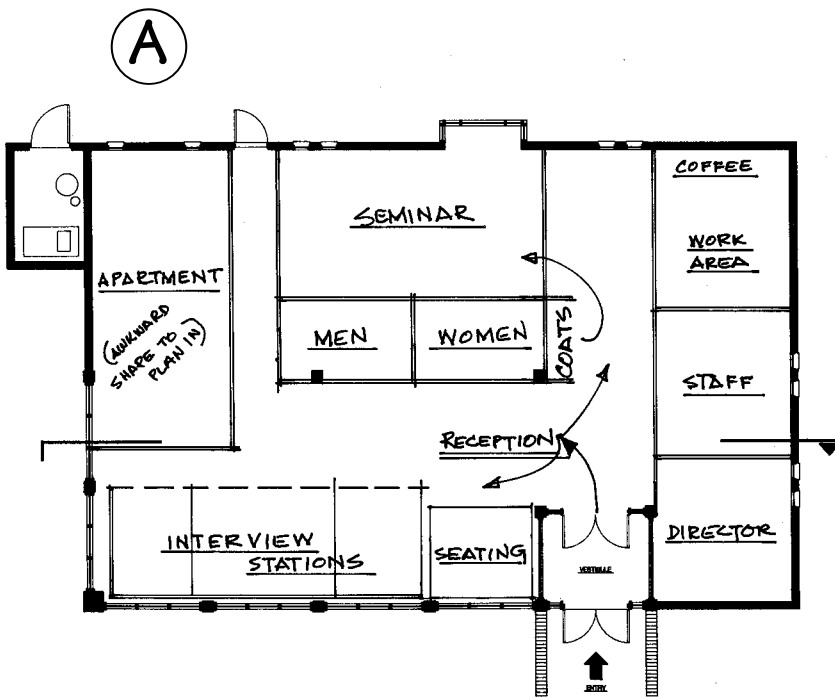 A
COFFEE
SEMINAR
WORK
AREA
APARTMENT
(AWKWARD
SHAPE TO
PLAN IN)
MEN
WOMEN
COATS
STAFF
RECEPTION
INTERVIEW
STATIONS
SEATING
DIRECTOR
VESTIBULE
ENTRY